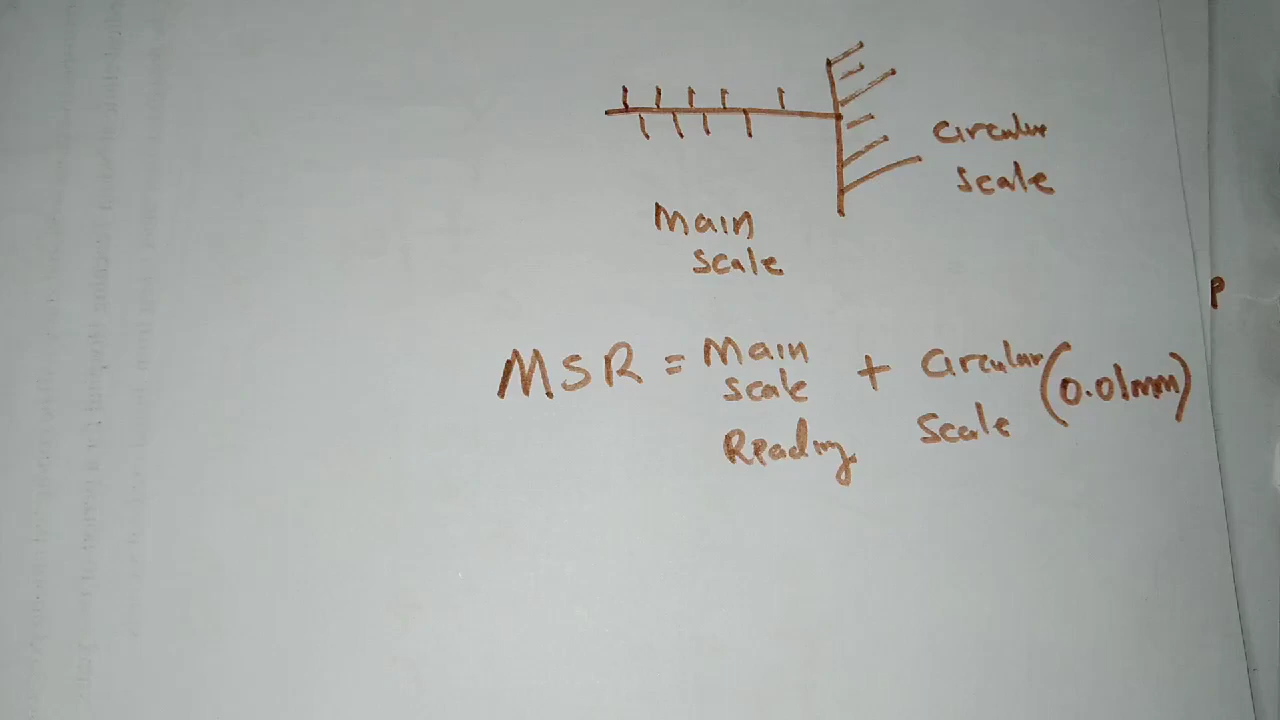 Circular
scale
Main
scale
P
MSR = Main scale Reading + Circular scale (0.01mm)